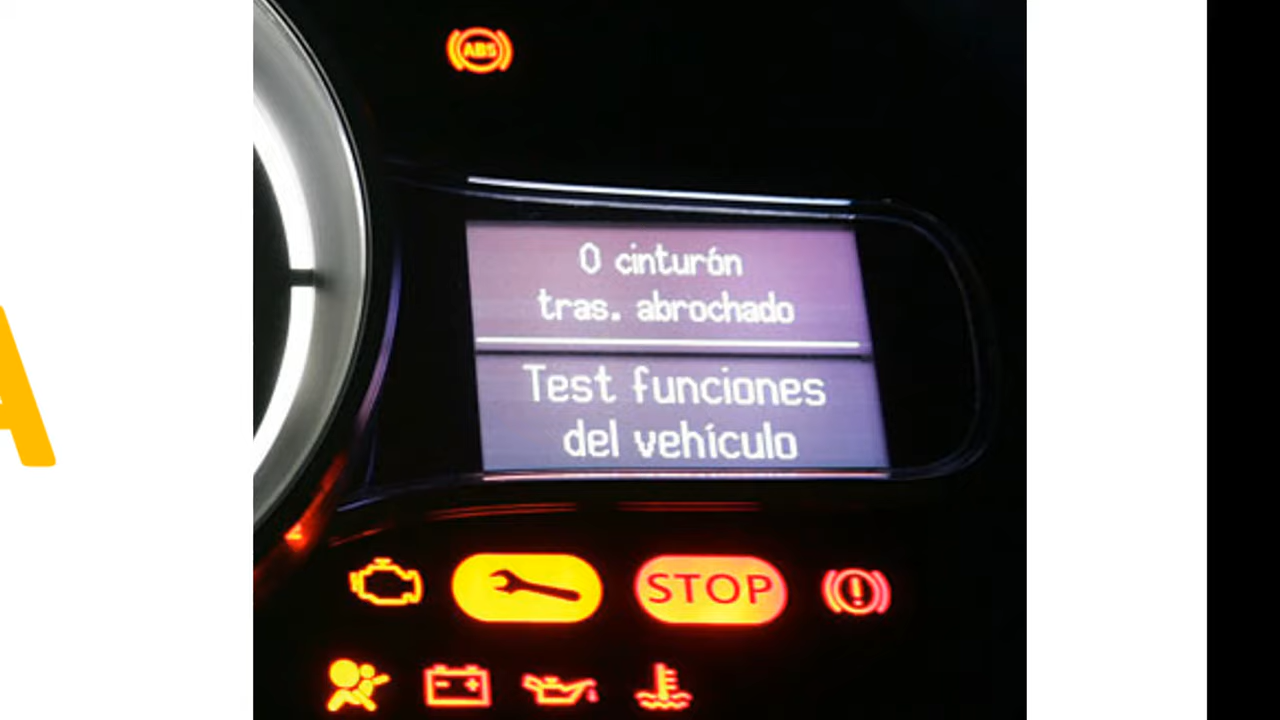 ABS
0 cinturón
tras. abrochado
Test funciones
del vehículo
STOP
A